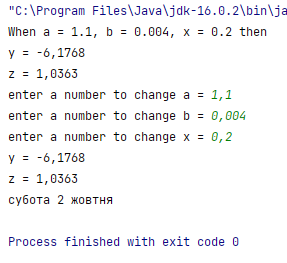 "C:\Program Files\Java\jdk-16.0.2\bin\ja
When a = 1.1, b = 0.004, x = 0.2 then
y = -6,1768
z = 1,0363
enter a number to change a = 1,1
enter a number to change b = 0,004
enter a number to change x = 0,2
y = -6,1768
z = 1,0363
субота 2 жовтня
Process finished with exit code 0